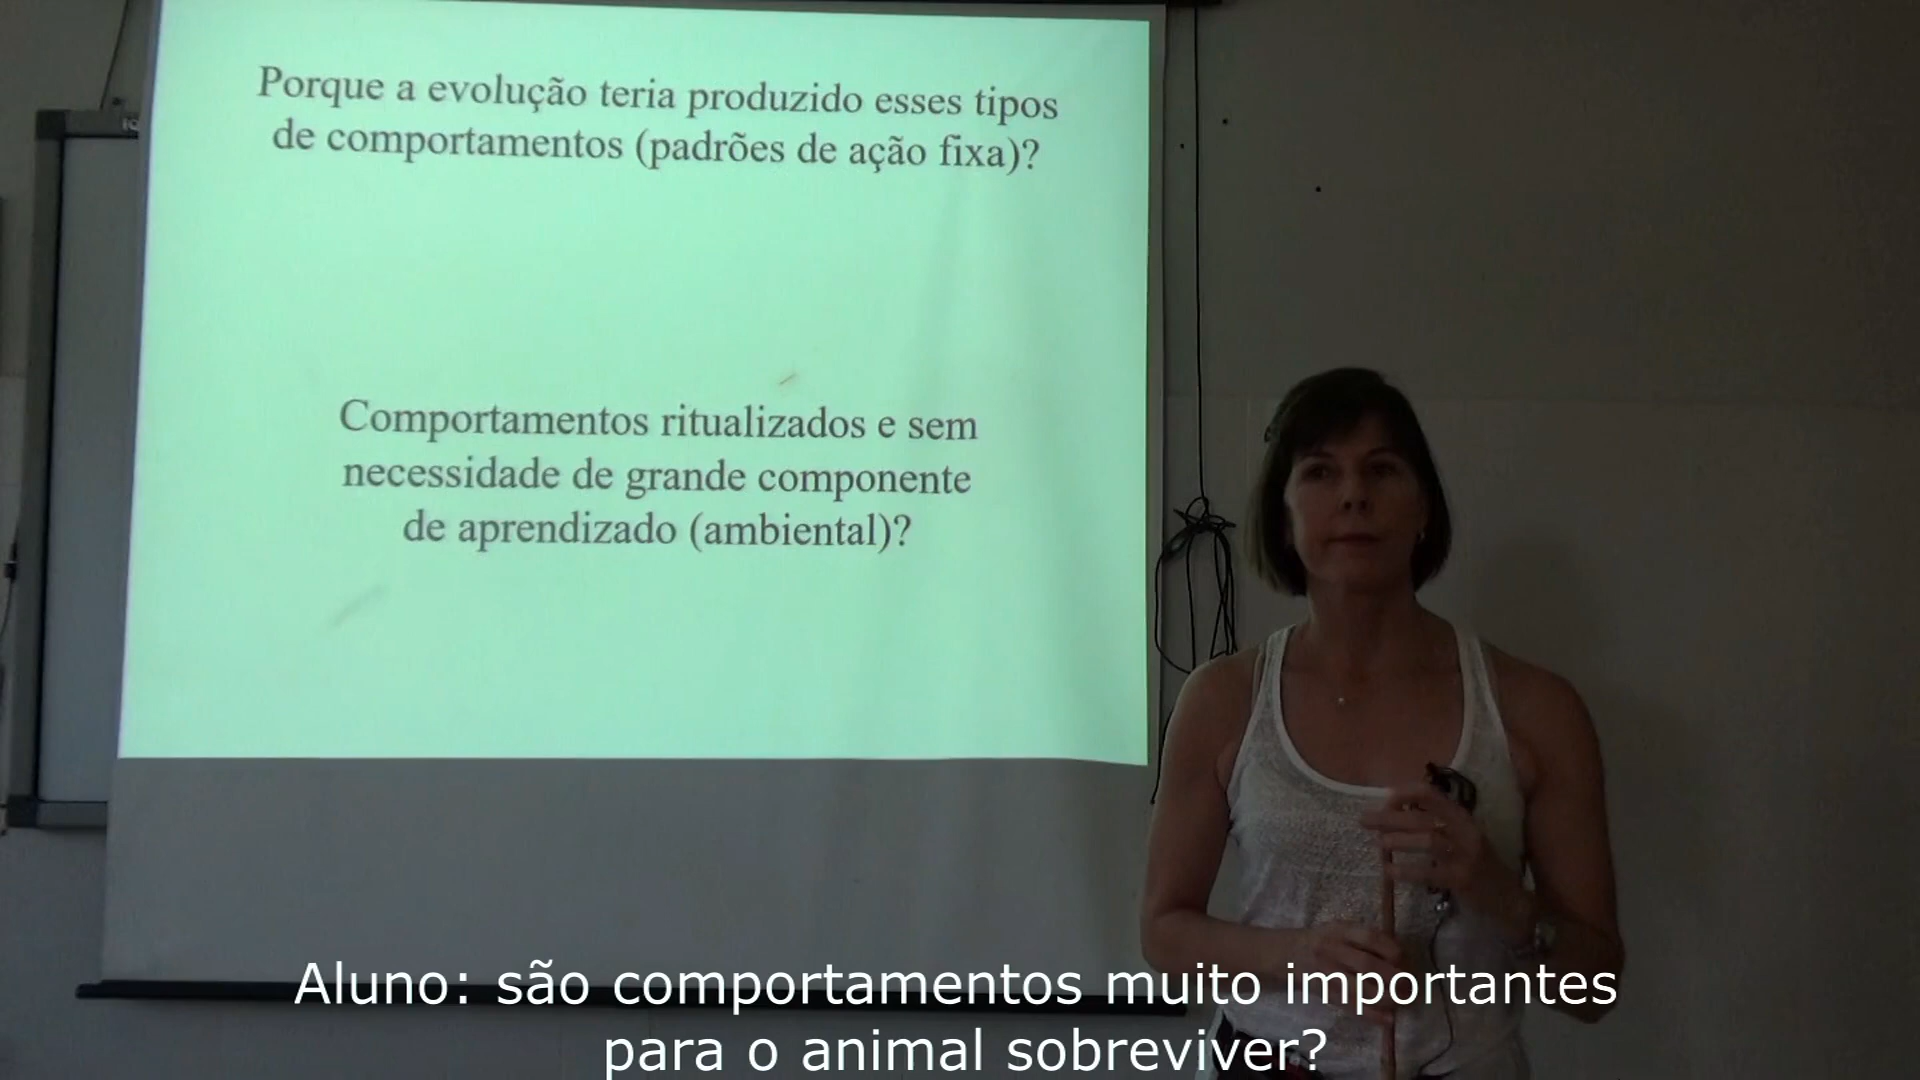 Porque a evolução teria produzido esses tipos
de comportamentos (padrões de ação fixa)?
Comportamentos ritualizados e sem
necessidade de grande componente
de aprendizado (ambiental)?
Aluno: são comportamentos muito importantes
para o animal sobreviver?